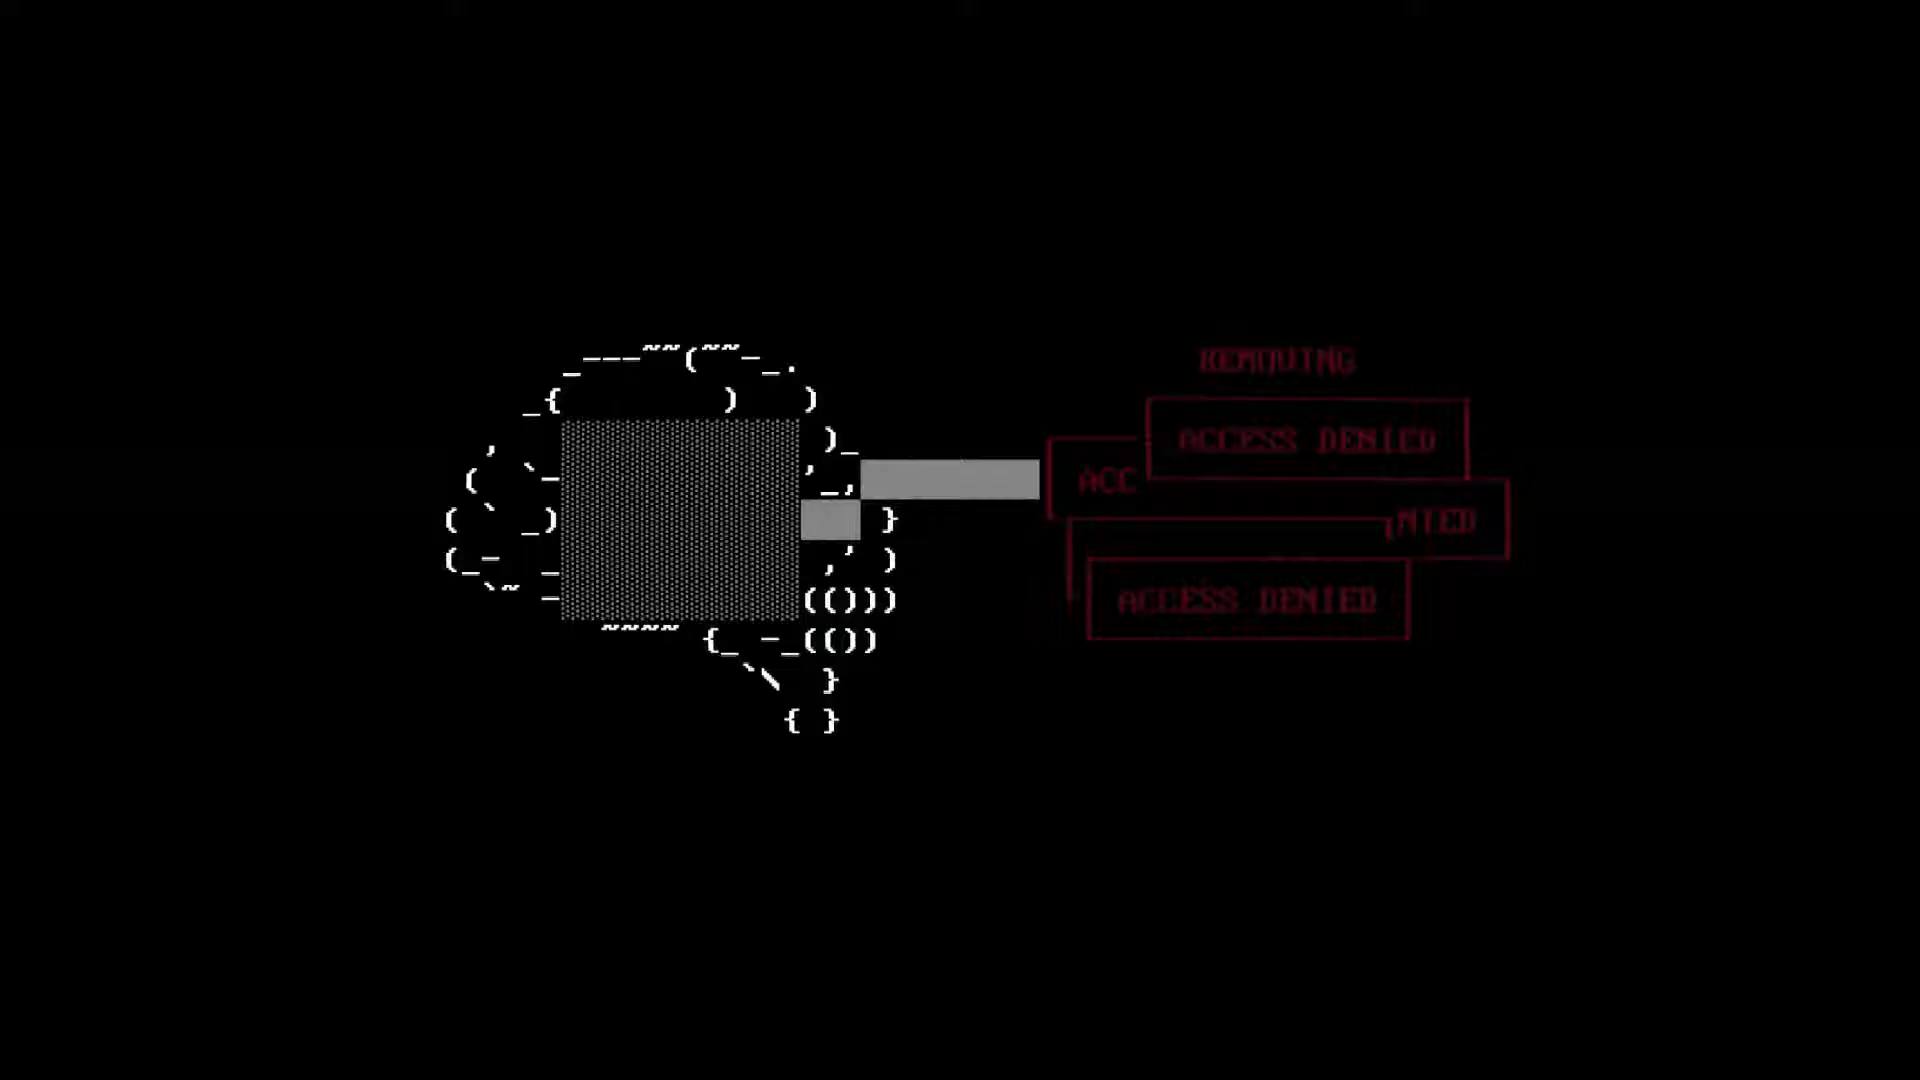 REMOVING
ACCESS DENIED
ACC
NIED
ACCESS DENIED